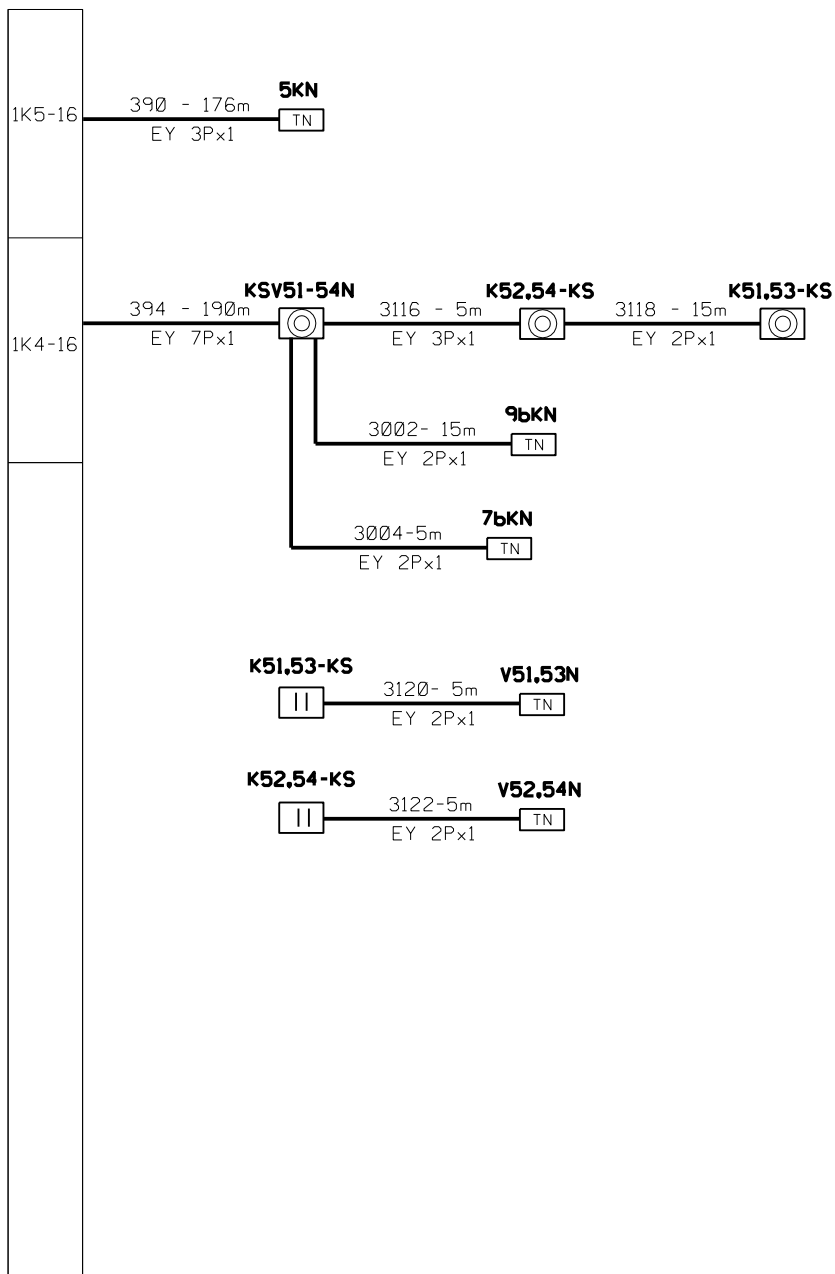 5KN
1K5-16
390 - 176m
TN
EY 3Px1
KSV51-54N
K52,54-KS
K51,53-KS
1K4-16
394 - 190m
3116 - 5m
3118 - 15m
EY 7Px1
EY 3Px1
EY 2Px1
9bKN
3002- 15m
TN
EY 2Px1
7bKN
3004-5m
TN
EY 2Px1
K51,53-KS
V51,53N
3120- 5m
TN
EY 2Px1
K52,54-KS
V52,54N
3122-5m
TN
EY 2Px1